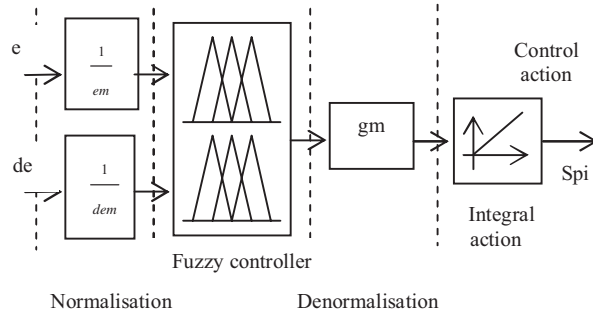 e
1
em
de
1
dem
Fuzzy controller
gm
Control
action
Spi
Integral
action
Normalisation
Denormalisation